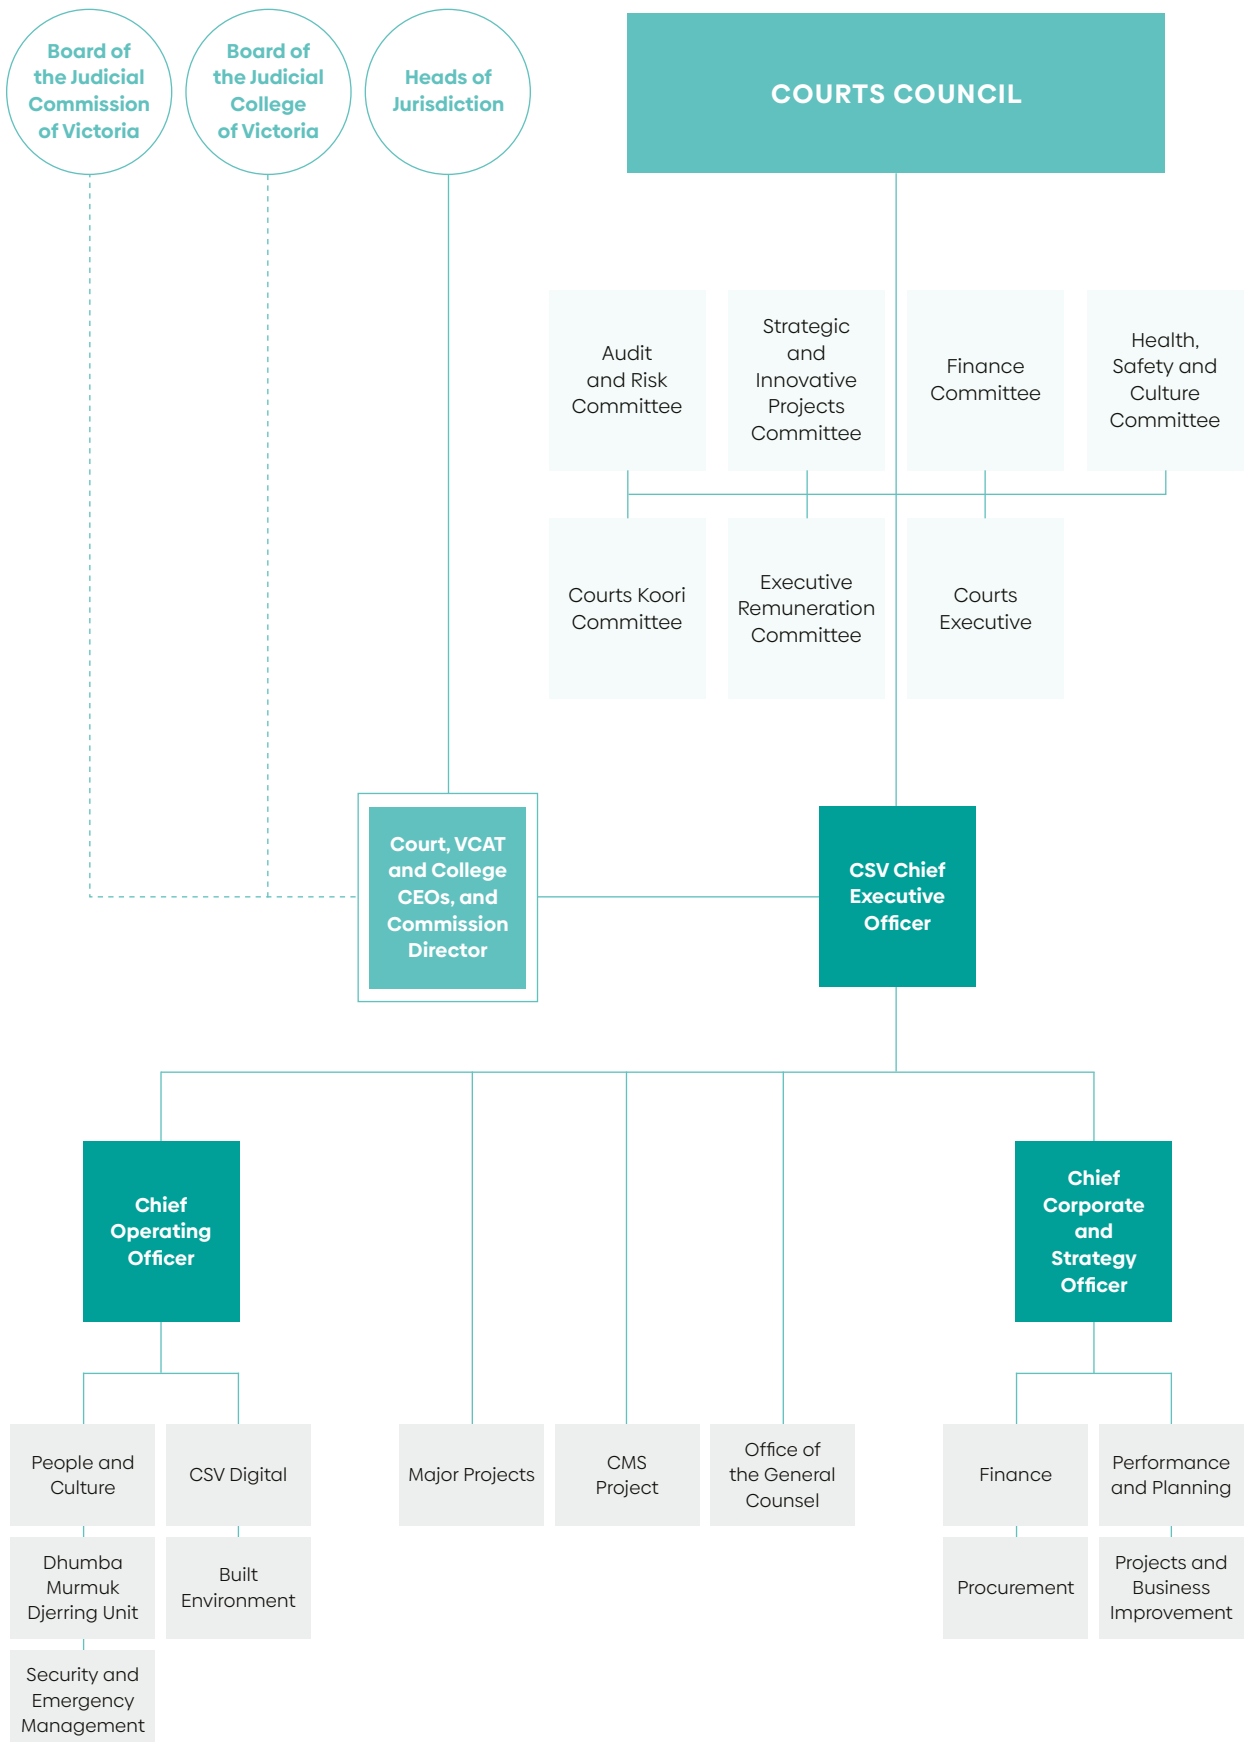 Board of
the Judicial
Commission
of Victoria
Board of
the Judicial
College
of Victoria
Heads of
Jurisdiction
COURTS COUNCIL
Audit
and Risk
Committee
Strategic
and
Innovative
Projects
Committee
Finance
Committee
Health,
Safety and
Culture
Committee
Courts Koori
Committee
Executive
Remuneration
Committee
Courts
Executive
Court, VCAT
and College
CEOs, and
Commission
Director
CSV Chief
Executive
Officer
Chief
Operating
Officer
Chief
Corporate
and
Strategy
Officer
People and
Culture
CSV Digital
Major Projects
CMS
Project
Office of
the General
Counsel
Finance
Performance
and Planning
Dhumba
Murmuk
Djerring Unit
Built
Environment
Procurement
Projects and
Business
Improvement
Security and
Emergency
Management